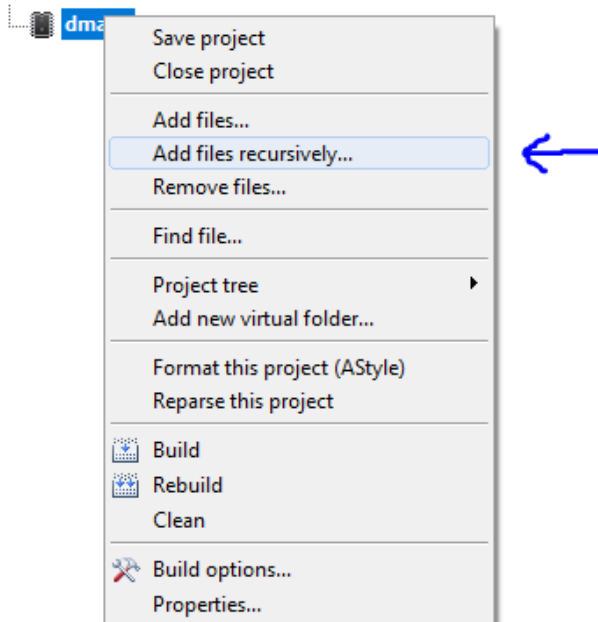 dma
Save project
Close project
Add files...
Add files recursively...
Remove files...
Find file...
Project tree
Add new virtual folder...
Format this project (AStyle)
Reparse this project
Build
Rebuild
Clean
Build options...
Properties...